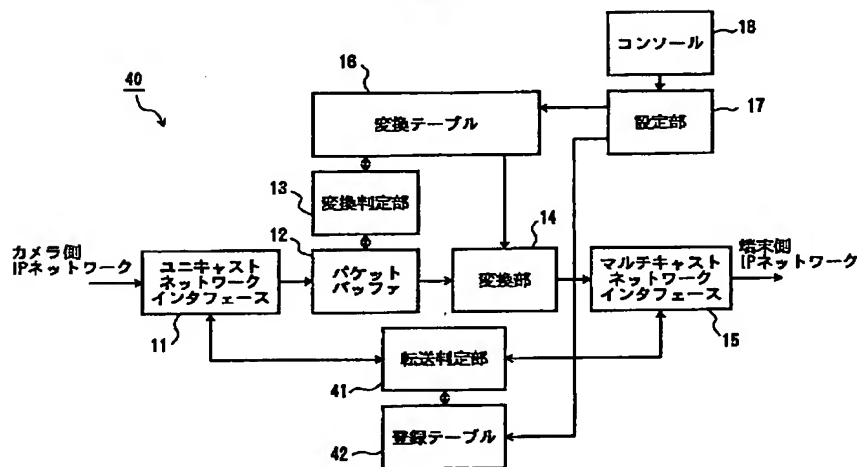 コンソール
18
16
40
変換テーブル
設定部
17
13
変換判定部
12
14
カメラ側
IPネットワーク
ユニキャスト
ネットワーク
インタフェース
パケット
バッファ
変換部
マルチキャスト
ネットワーク
インタフェース
端末側
IPネットワーク
11
転送判定部
15
41
42
登録テーブル